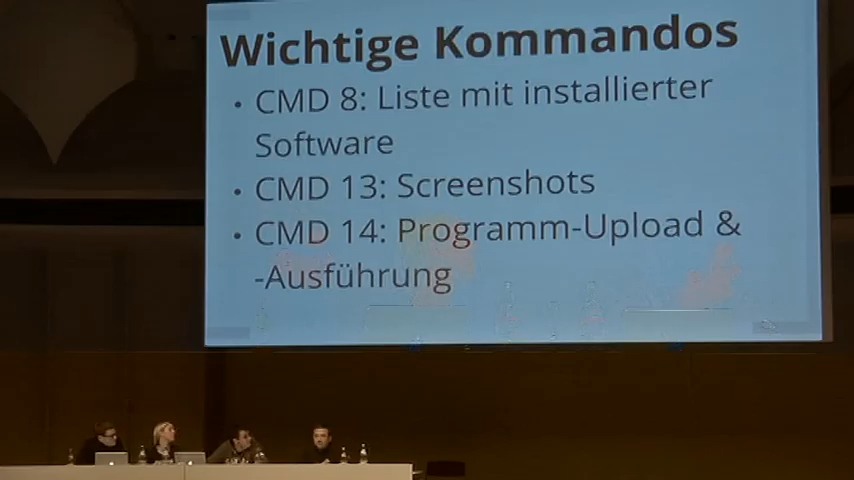 Wichtige Kommandos
• CMD 8: Liste mit installierter
Software
• CMD 13: Screenshots
• CMD 14: Programm-Upload &
-Ausführung